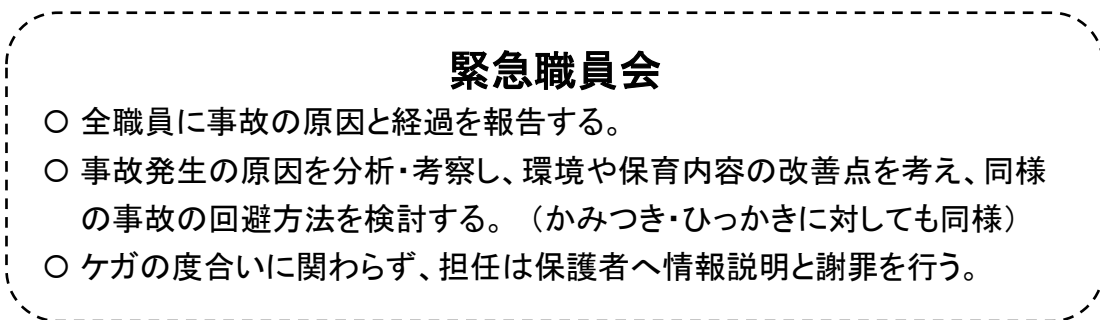 緊急職員会
○ 全職員に事故の原因と経過を報告する。
○ 事故発生の原因を分析・考察し、環境や保育内容の改善点を考え、同様
の事故の回避方法を検討する。（かみつき・ひっかきに対しても同様）
○ ケガの度合いに関わらず、担任は保護者へ情報説明と謝罪を行う。